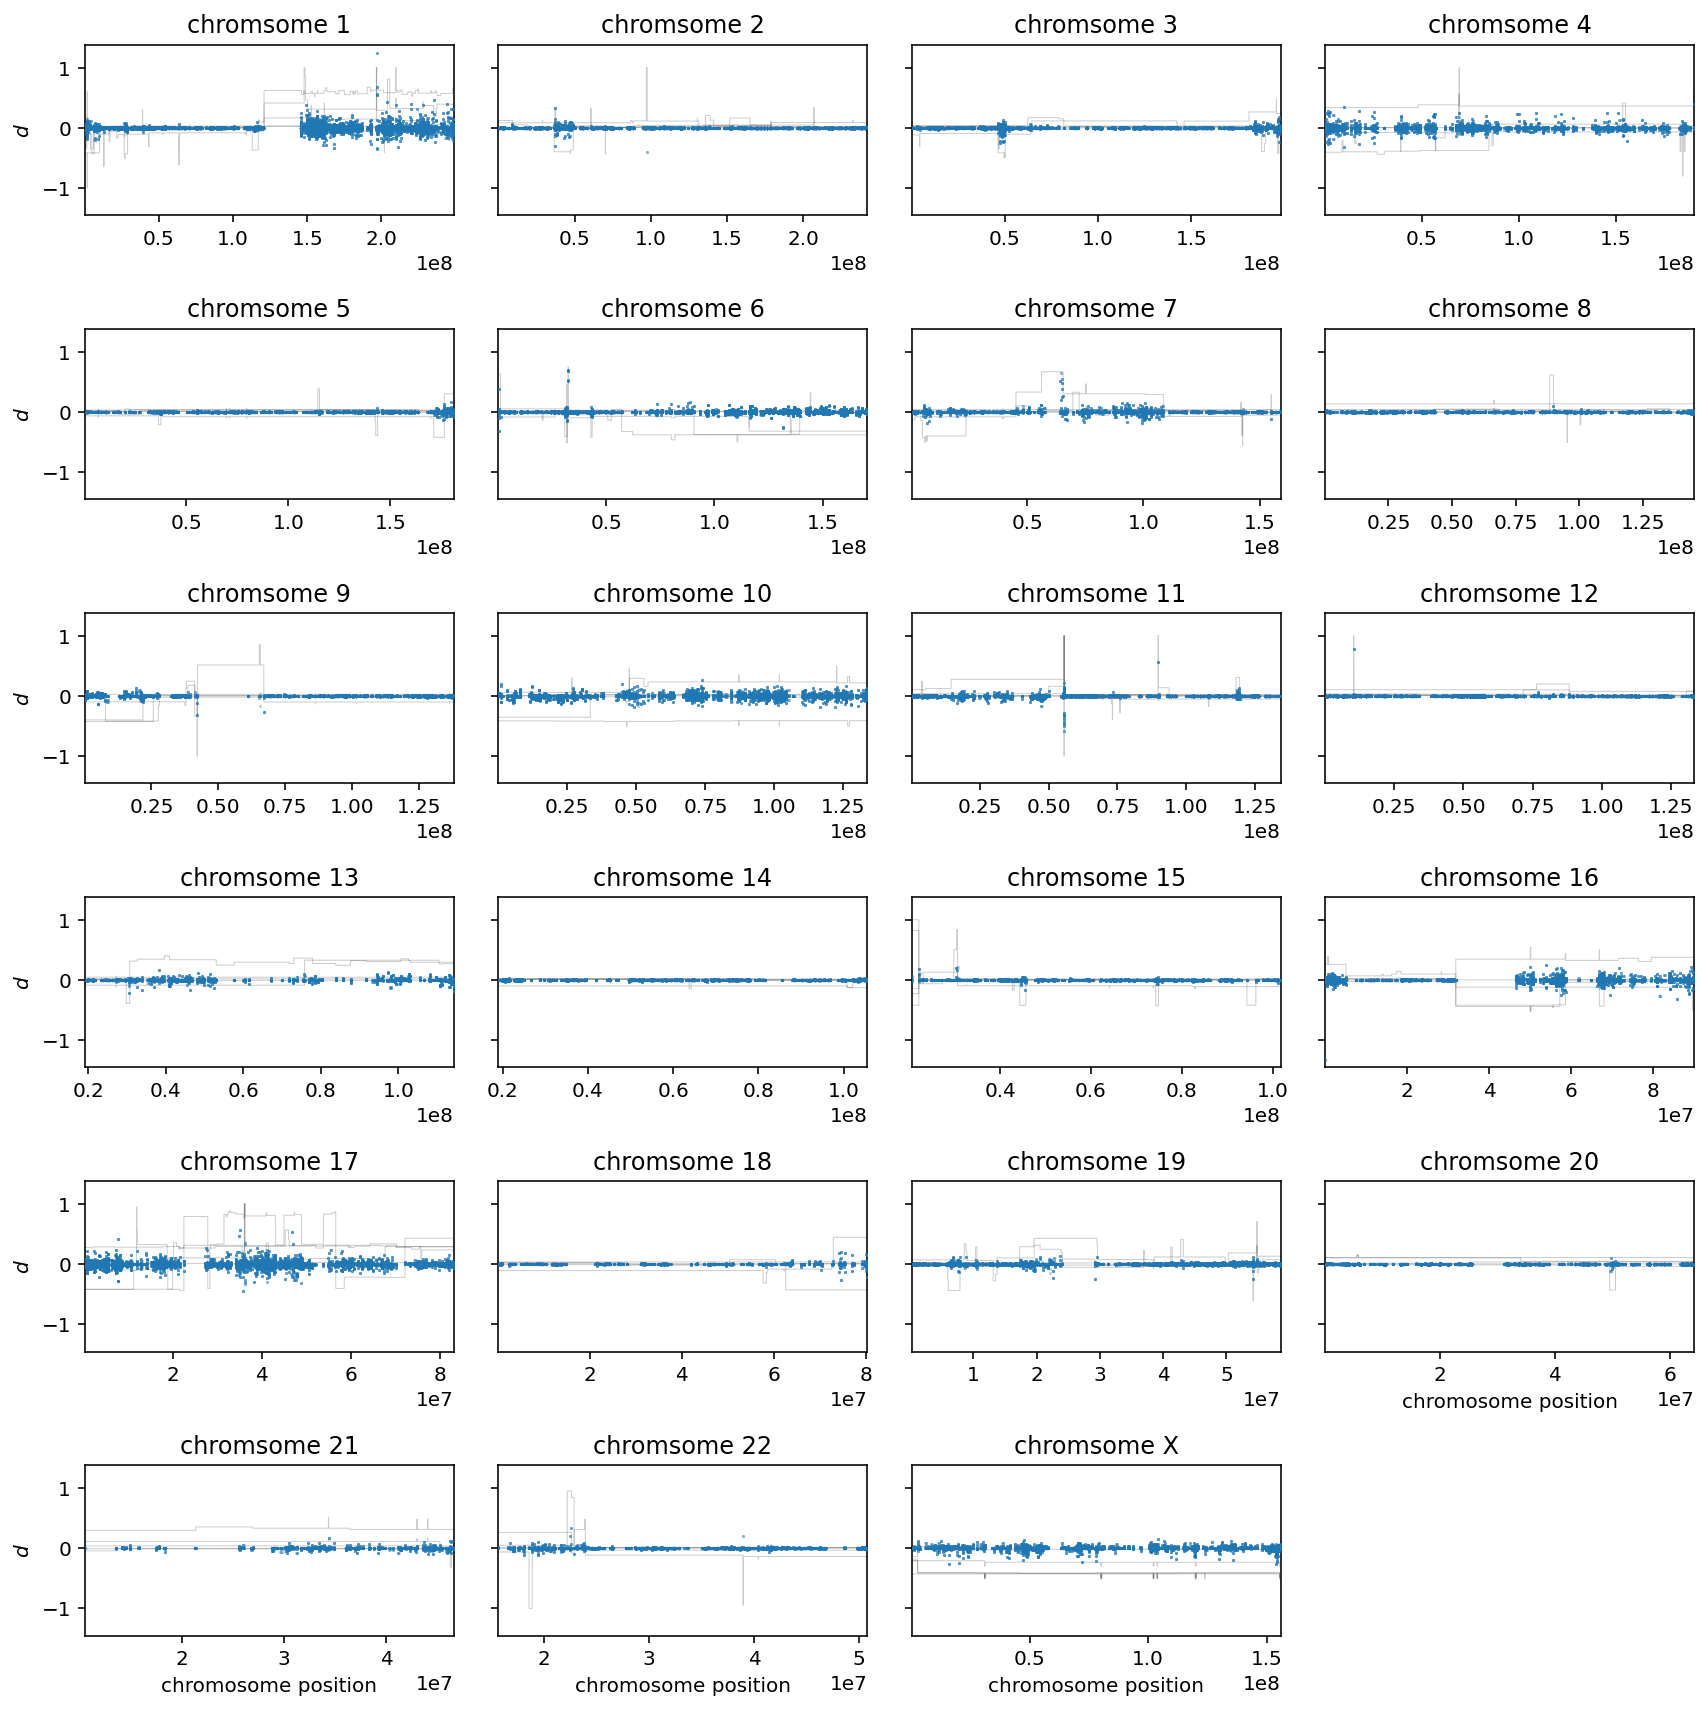 chromsome 1 chromsome 2 chromsome 3 chromsome 4
1
0
−1
d
0.5 1.0 1.5 2.0 0.5 1.0 1.5 2.0 0.5 1.0 1.5 0.5 1.0 1.5
1e8 1e8 1e8 1e8
chromsome 5 chromsome 6 chromsome 7 chromsome 8
1
0
−1
d
0.5 1.0 1.5 0.5 1.0 1.5 0.5 1.0 1.5 0.25 0.50 0.75 1.00 1.25
1e8 1e8 1e8 1e8
chromsome 9 chromsome 10 chromsome 11 chromsome 12
1
0
−1
d
0.25 0.50 0.75 1.00 1.25 0.25 0.50 0.75 1.00 1.25 0.25 0.50 0.75 1.00 1.25 0.25 0.50 0.75 1.00 1.25
1e8 1e8 1e8 1e8
chromsome 13 chromsome 14 chromsome 15 chromsome 16
1
0
−1
d
0.2 0.4 0.6 0.8 1.0 0.2 0.4 0.6 0.8 1.0 0.4 0.6 0.8 1.0 2 4 6 8
1e8 1e8 1e8 1e7
chromsome 17 chromsome 18 chromsome 19 chromsome 20
1
0
−1
d
2 4 6 8 2 4 6 8 1 2 3 4 5 2 4 6
1e7 1e7 1e7 chromosome position 1e7
chromsome 21 chromsome 22 chromsome X
1
0
−1
d
2 3 4 2 3 4 5 0.5 1.0 1.5
chromosome position 1e7 chromosome position 1e7 chromosome position 1e8